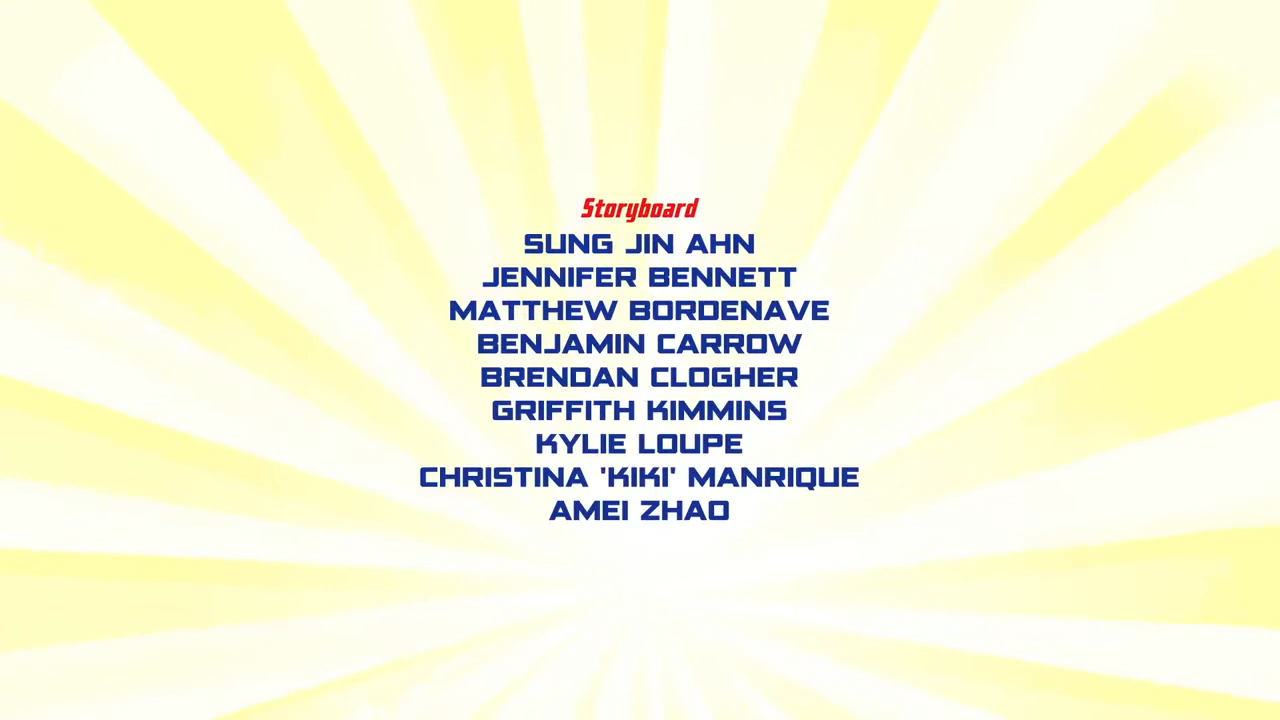 Storyboard
SUNG JIN AHN
JENNIFER BENNETT
MATTHEW BORDENAVE
BENJAMIN CARROW
BRENDAN CLOGHER
GRIFFITH KIMMINS
KYLIE LOUPE
CHRISTINA 'KIKI' MANRIQUE
AMEI ZHAO